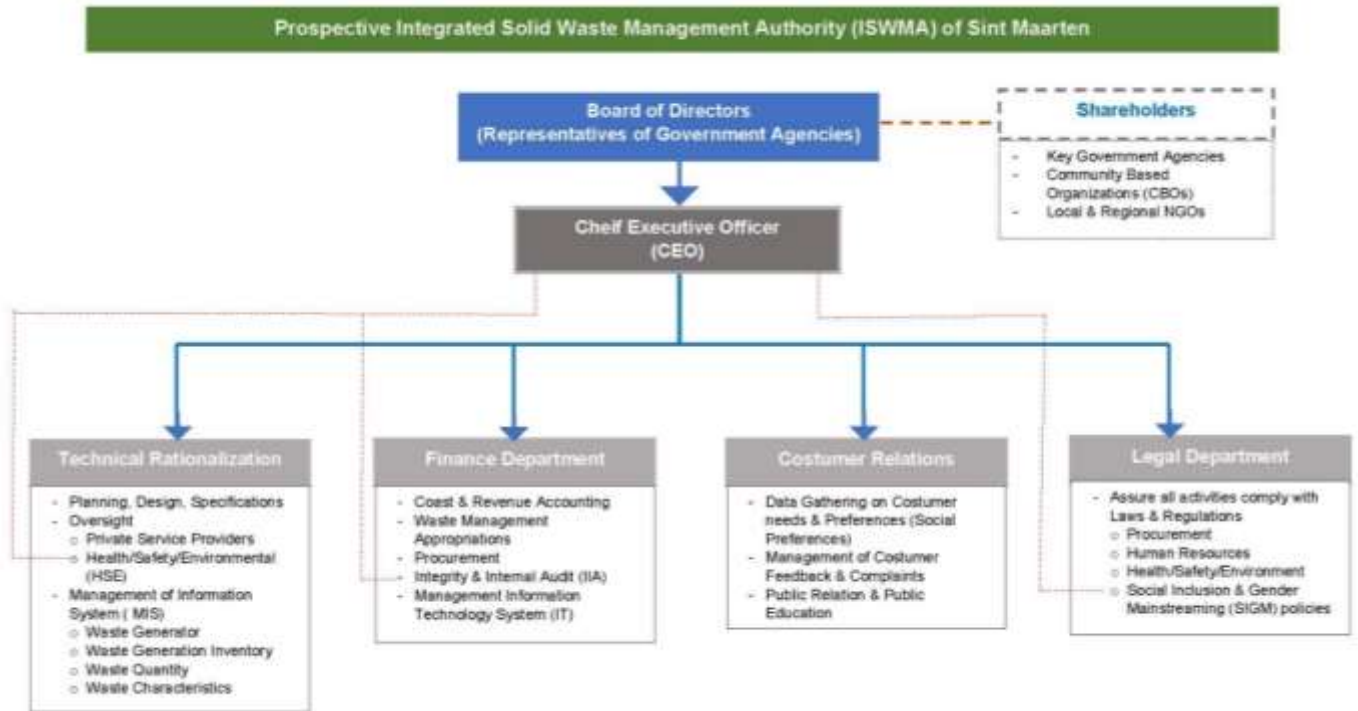 Prospective Integrated Solid Waste Management Authority (ISWMA) of Sint Maarten
Board of Directors
(Representatives of Government Agencies)
Shareholders
- Key Government Agencies
- Community Based
Organizations (CBOs)
- Local & Regional NGOs
Cheif Executive Officer
(CEO)
Technical Rationalization
- Planning, Design, Specifications
- Oversight
o Private Service Providers
o Health/Safety/Environmental
(HSE)
- Management of Information
System ( MIS)
o Waste Generator
o Waste Generation Inventory
o Waste Quantity
o Waste Characteristics
Finance Department
- Coast & Revenue Accounting
- Waste Management
Appropriations
- Procurement
- Integrity & Internal Audit (IIA)
- Management Information
Technology System (IT)
Costumer Relations
- Data Gathering on Costumer
needs & Preferences (Social
Preferences)
- Management of Costumer
Feedback & Complaints
- Public Relation & Public
Education
Legal Department
- Assure all activities comply with
Laws & Regulations
o Procurement
o Human Resources
o Health/Safety/Environment
o Social Inclusion & Gender
Mainstreaming (SIGM) policies